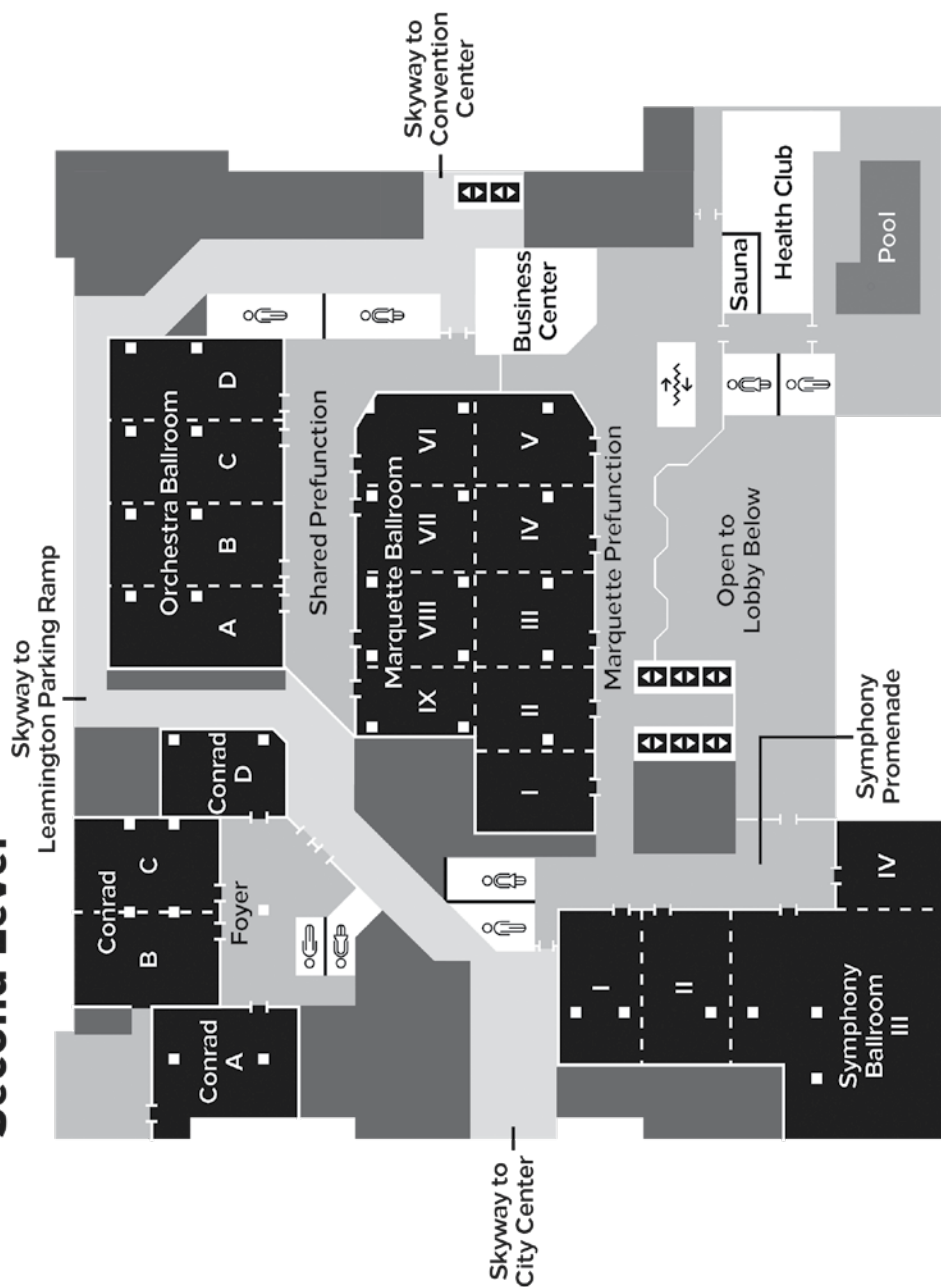 Second Level
Skyway to
Leamington Parking Ramp
Conrad
B
C
Conrad
A
Foyer
Conrad
D
Orchestra Ballroom
A
B
C
D
Shared Prefunction
Skyway to
Convention
Center
Marquette Ballroom
IX
VIII
VII
VI
I
II
III
IV
V
Business
Center
Marquette Prefunction
Skyway to
City Center
I
II
Symphony
Ballroom
III
IV
Symphony
Promenade
Open to
Lobby Below
Sauna
Health Club
Pool